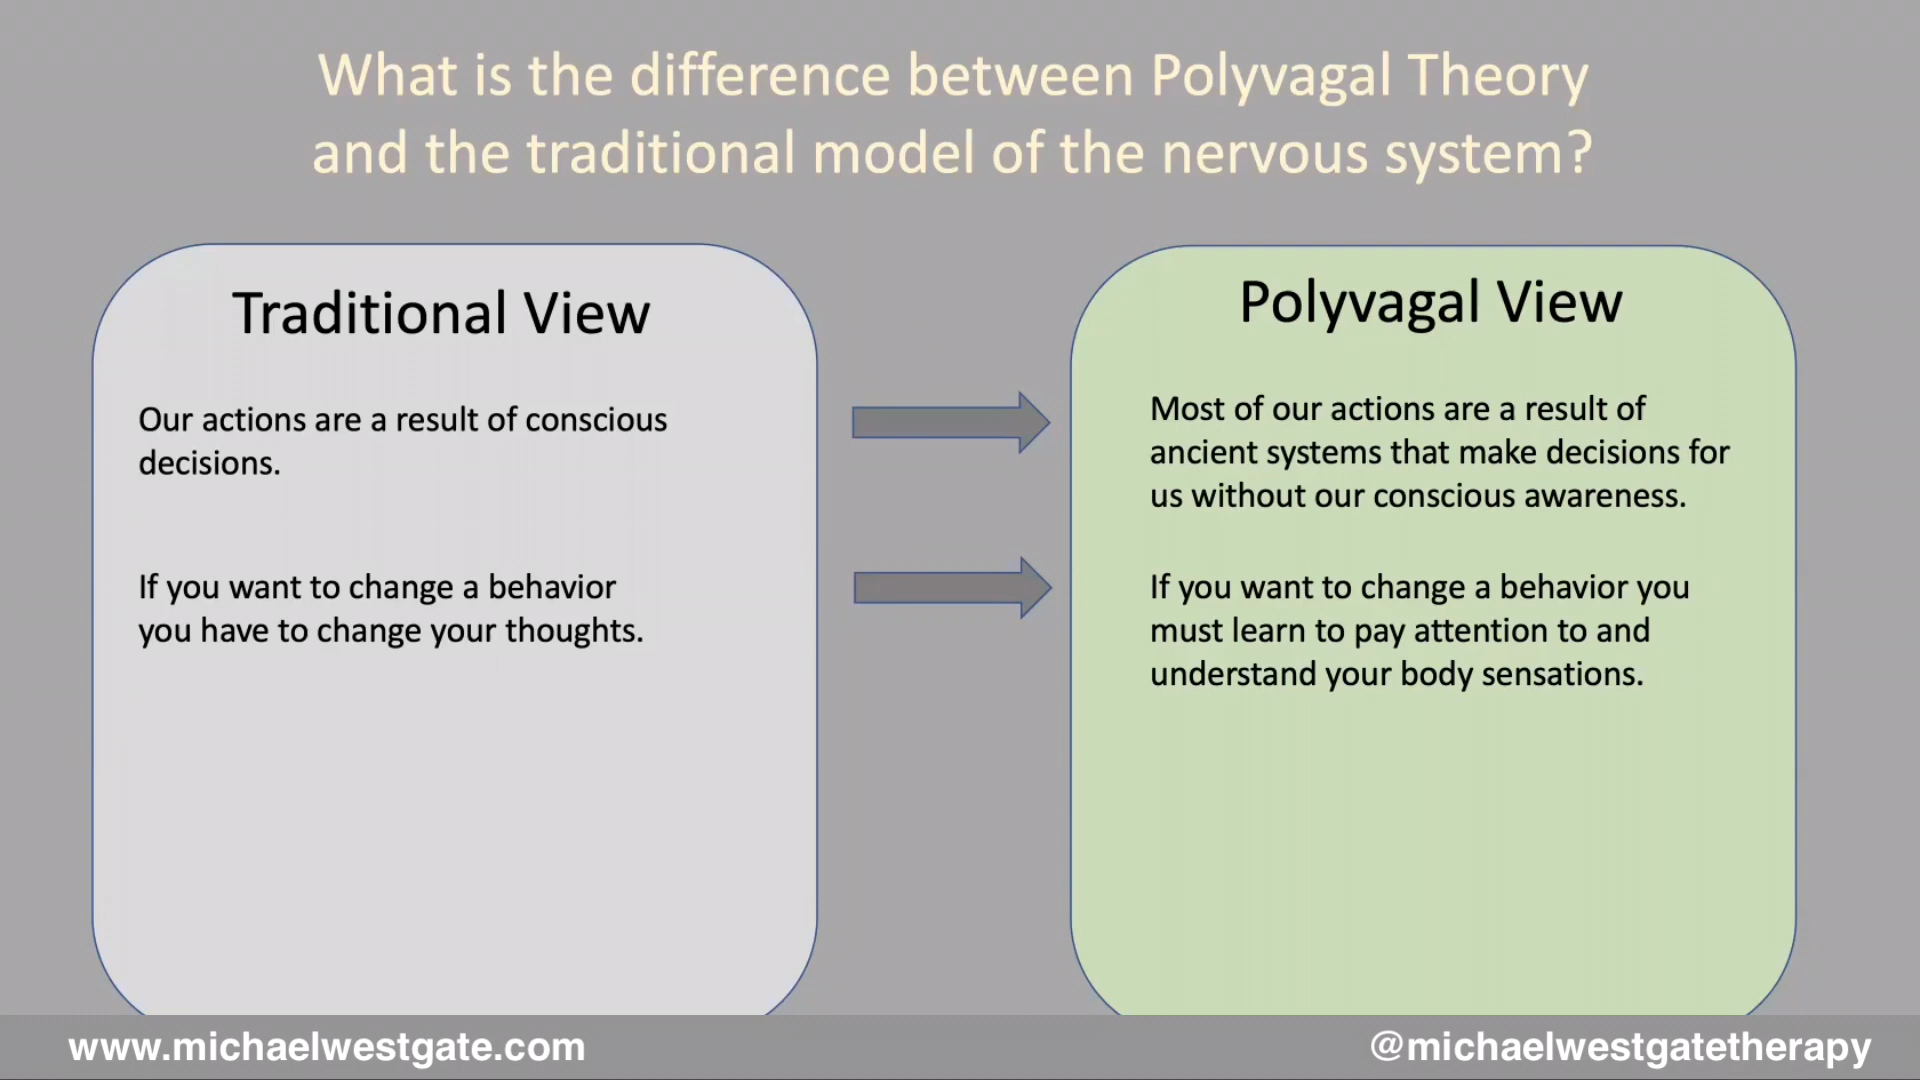 What is the difference between Polyvagal Theory
and the traditional model of the nervous system?
Traditional View
Our actions are a result of conscious
decisions.
If you want to change a behavior
you have to change your thoughts.
Polyvagal View
Most of our actions are a result of
ancient systems that make decisions for
us without our conscious awareness.
If you want to change a behavior you
must learn to pay attention to and
understand your body sensations.
www.michaelwestgate.com
@michaelwestgatetherapy